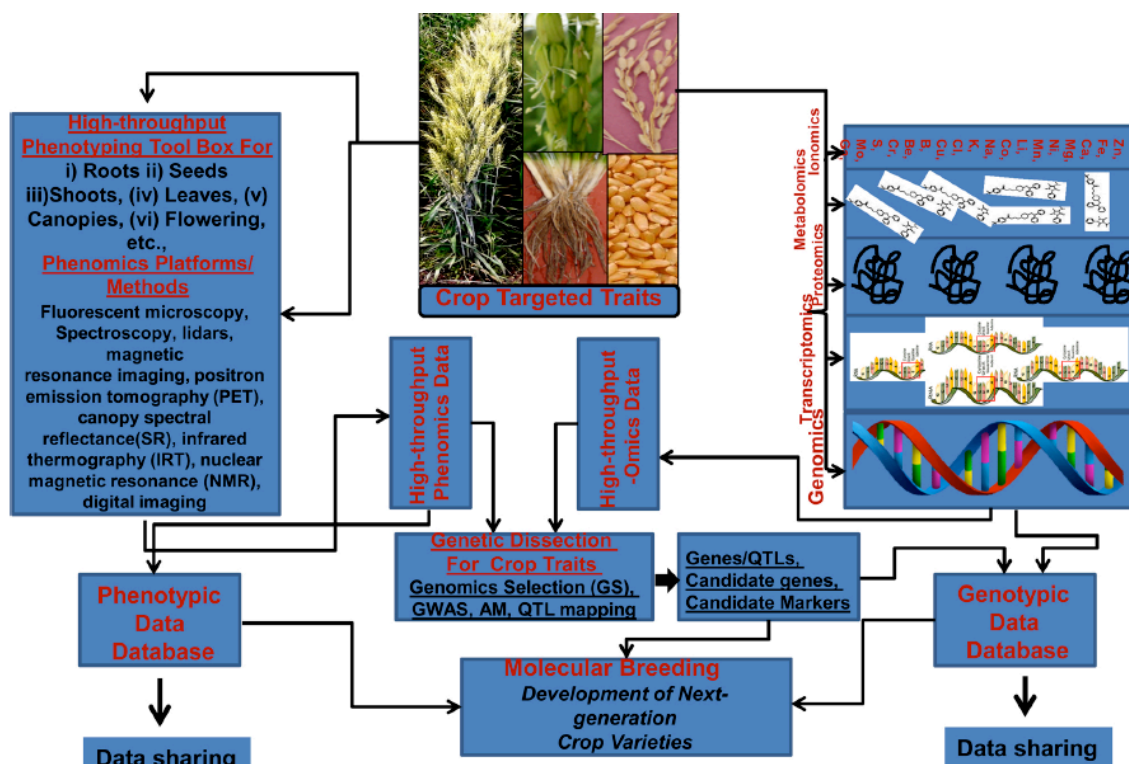 High-throughput
Phenotyping Tool Box For
i) Roots ii) Seeds
iii)Shoots, (iv) Leaves, (v)
Canopies, (vi) Flowering,
etc.,
Phenomics Platforms/
Methods
Fluorescent microscopy,
Spectroscopy, lidars,
magnetic
resonance imaging, positron
emission tomography (PET),
canopy spectral
reflectance(SR), infrared
thermography (IRT), nuclear
magnetic resonance (NMR),
digital imaging
Crop Targeted Traits
Ionomics
Mo, S, Cr, Be, B, Cu, Cl, K, Na, Co, Li, Mn, Ni, Mg, Ca, Fe, Zn,
Metabolomics
Proteomics
Transcriptomics
Genomics
High-throughput
Phenomics Data
High-throughput
-Omics Data
Genetic Dissection
For Crop Traits
Genomics Selection (GS),
GWAS, AM, QTL mapping
Genes/QTLs,
Candidate genes,
Candidate Markers
Phenotypic
Data
Database
Genotypic
Data
Database
Molecular Breeding
Development of Next-
generation
Crop Varieties
Data sharing
Data sharing